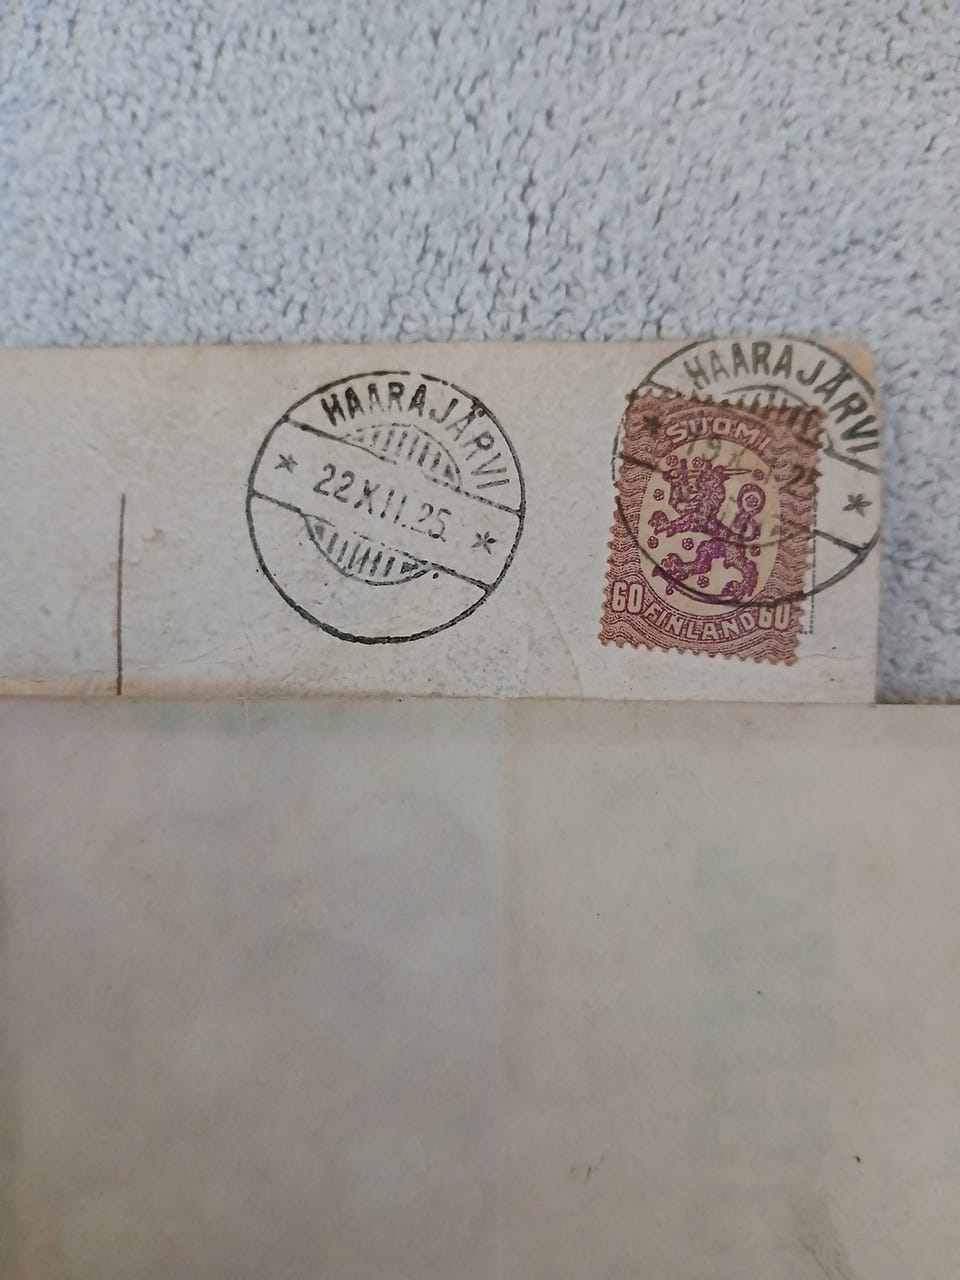 HAARAJÄRVI
22.XII.25
HAARAJÄRVI
SUOMI
60 FINLAND 60